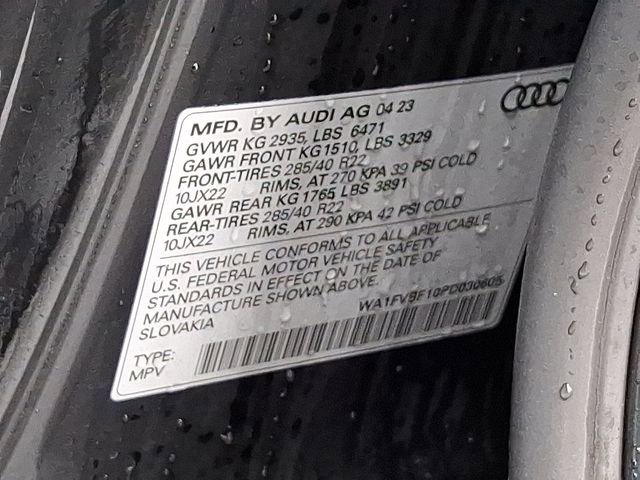 MFD. BY AUDI AG 04 23
GVWR KG 2935, LBS 6471
GAWR FRONT KG1510, LBS 3329
FRONT-TIRES 285/40 R22
10JX22 RIMS, AT 270 KPA 39 PSI COLD
GAWR REAR KG 1765 LBS 3891
REAR-TIRES 285/40 R22
10JX22 RIMS, AT 290 KPA 42 PSI COLD
THIS VEHICLE CONFORMS TO ALL APPLICABLE
U.S. FEDERAL MOTOR VEHICLE SAFETY
STANDARDS IN EFFECT ON THE DATE OF
MANUFACTURE SHOWN ABOVE.
SLOVAKIA
WA1FVBF10PD030605
TYPE:
MPV